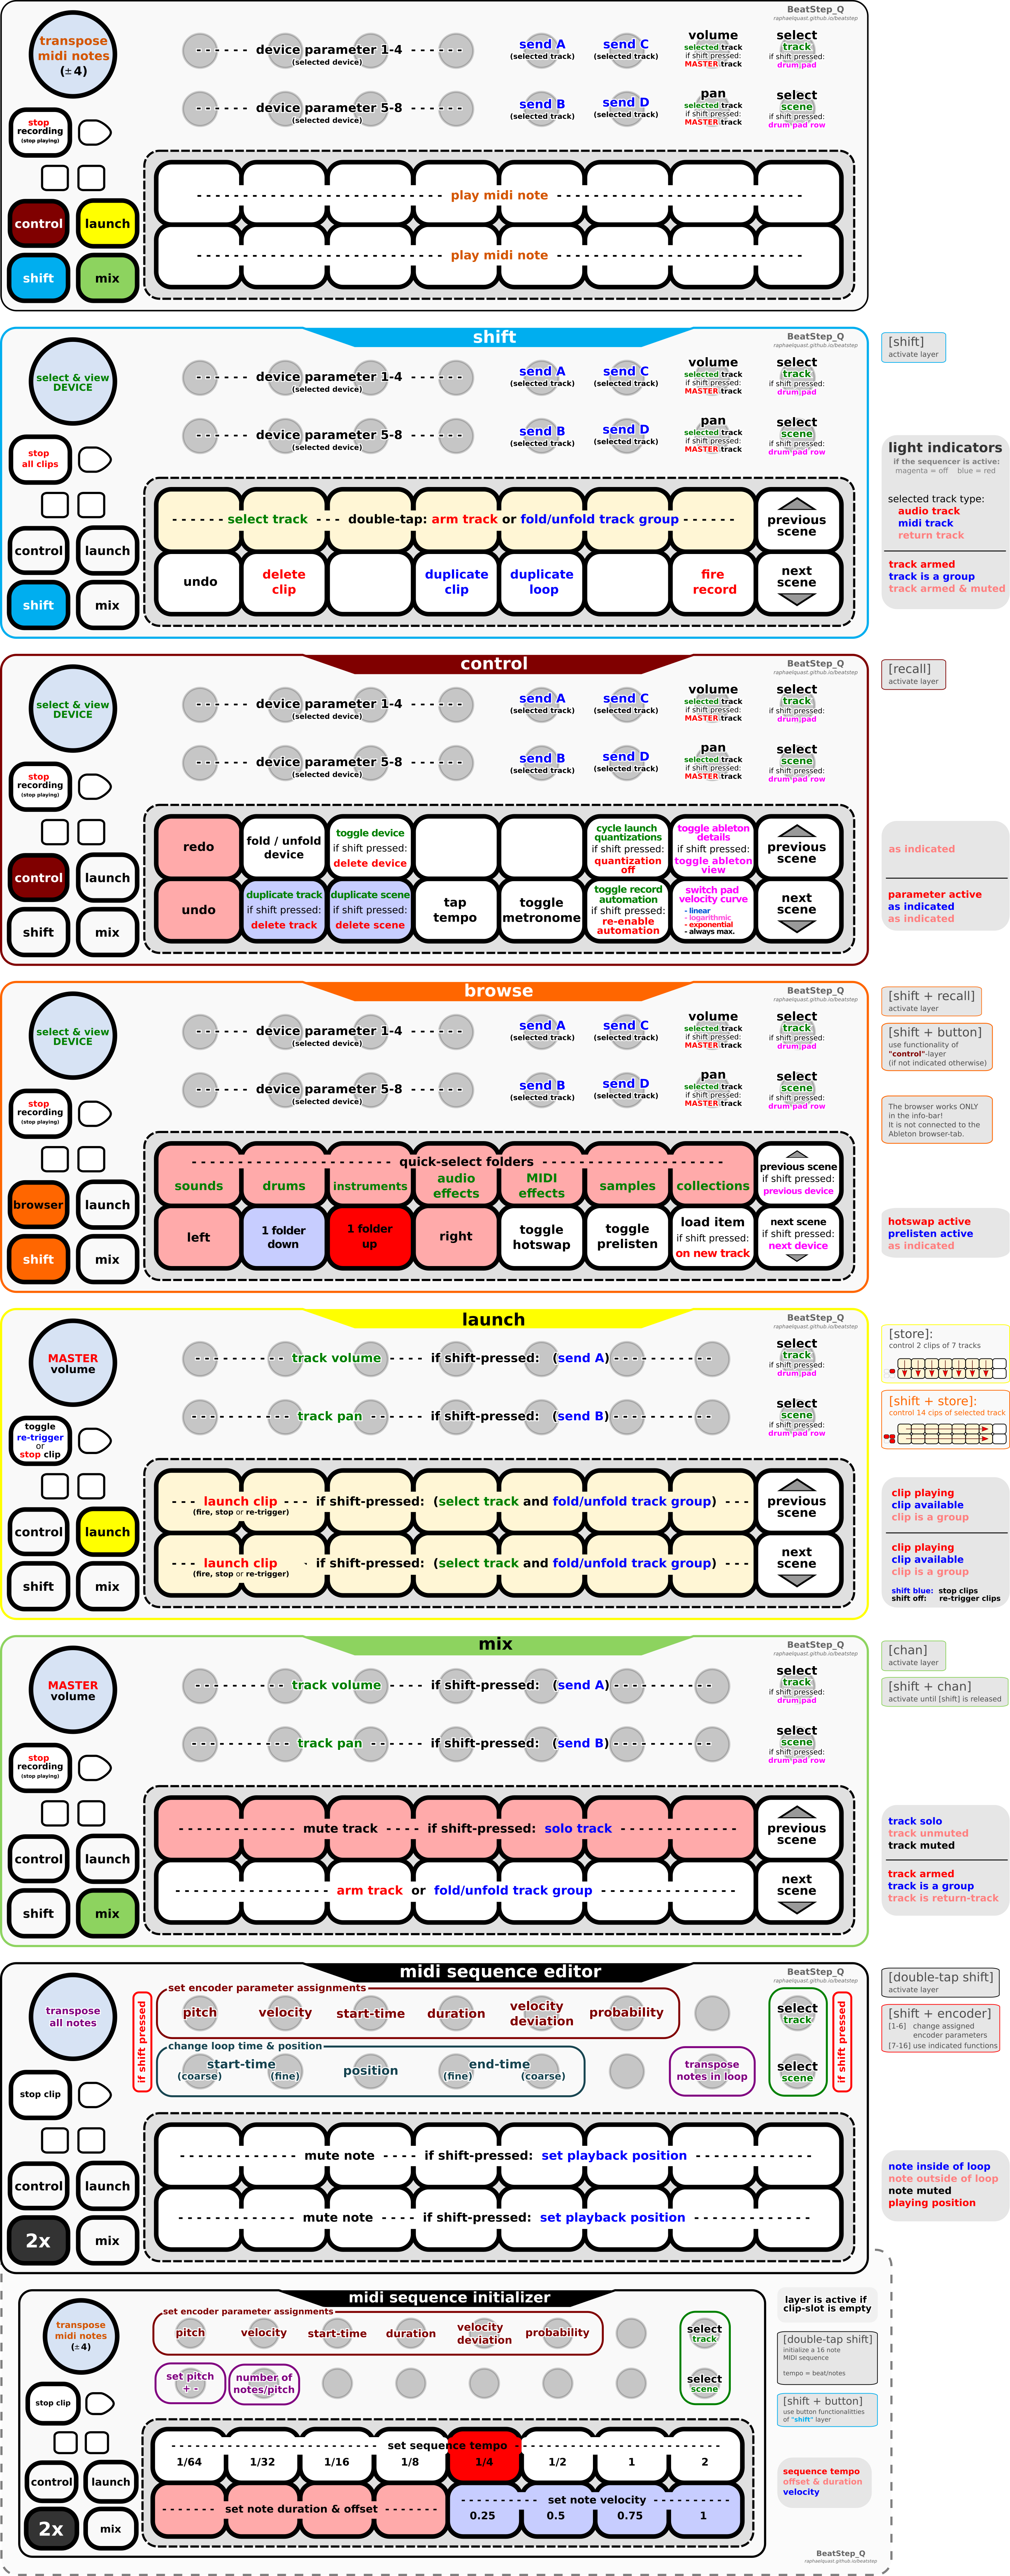 BeatStep_Q
raphaelquast.github.io/beatstep
transpose
midi notes
(±4)
- - - - - - device parameter 1-4 - - - - - -
(selected device)
send A
(selected track)
send C
(selected track)
volume
selected track
if shift pressed:
MASTER track
select
track
if shift pressed:
drum pad
- - - - - - device parameter 5-8 - - - - - -
(selected device)
send B
(selected track)
send D
(selected track)
pan
selected track
if shift pressed:
MASTER track
select
scene
if shift pressed:
drum pad row
stop
recording
(stop playing)
play midi note
play midi note
control
launch
shift
mix
shift
BeatStep_Q
raphaelquast.github.io/beatstep
select & view
DEVICE
device parameter 1-4
(selected device)
send A
(selected track)
send C
(selected track)
volume
selected track
if shift pressed:
MASTER track
select
track
if shift pressed:
drum pad
device parameter 5-8
(selected device)
send B
(selected track)
send D
(selected track)
pan
selected track
if shift pressed:
MASTER track
select
scene
if shift pressed:
drum pad row
stop
all clips
select track - - - - double-tap: arm track or fold/unfold track group
previous
scene
undo
delete
clip
duplicate
clip
duplicate
loop
fire
record
next
scene
control
launch
shift
mix
[shift]
activate layer
light indicators
if the sequencer is active:
magenta = off blue = red
selected track type:
audio track
midi track
return track
track armed
track is a group
track armed & muted
control
BeatStep_Q
raphaelquast.github.io/beatstep
select & view
DEVICE
device parameter 1-4
(selected device)
send A
(selected track)
send C
(selected track)
volume
selected track
if shift pressed:
MASTER track
select
track
if shift pressed:
drum pad
device parameter 5-8
(selected device)
send B
(selected track)
send D
(selected track)
pan
selected track
if shift pressed:
MASTER track
select
scene
if shift pressed:
drum pad row
stop
recording
(stop playing)
redo
fold / unfold
device
toggle device
if shift pressed:
delete device
cycle launch
quantizations
if shift pressed:
quantization
off
toggle ableton
details
if shift pressed:
toggle ableton
view
previous
scene
undo
duplicate track
if shift pressed:
delete track
duplicate scene
if shift pressed:
delete scene
tap
tempo
toggle
metronome
toggle record
automation
if shift pressed:
re-enable
automation
switch pad
velocity curve
- linear
- logarithmic
- exponential
- always max.
next
scene
control
launch
shift
mix
[recall]
activate layer
as indicated
parameter active
as indicated
as indicated
browse
BeatStep_Q
raphaelquast.github.io/beatstep
select & view
DEVICE
device parameter 1-4
(selected device)
send A
(selected track)
send C
(selected track)
volume
selected track
if shift pressed:
MASTER track
select
track
if shift pressed:
drum pad
device parameter 5-8
(selected device)
send B
(selected track)
send D
(selected track)
pan
selected track
if shift pressed:
MASTER track
select
scene
if shift pressed:
drum pad row
stop
recording
(stop playing)
quick-select folders
sounds
drums
instruments
audio
effects
MIDI
effects
samples
collections
previous scene
if shift pressed:
previous device
left
1 folder
down
1 folder
up
right
toggle
hotswap
toggle
prelisten
load item
if shift pressed:
on new track
next scene
if shift pressed:
next device
browser
launch
shift
mix
[shift + recall]
activate layer
[shift + button]
use functionality of
"control"-layer
(if not indicated otherwise)
The browser works ONLY
in the info-bar!
It is not connected to the
Ableton browser-tab.
hotswap active
prelisten active
as indicated
launch
BeatStep_Q
raphaelquast.github.io/beatstep
MASTER
volume
track volume - - - - - if shift-pressed: (send A)
select
track
if shift pressed:
drum pad
track pan - - - - - if shift-pressed: (send B)
select
scene
if shift pressed:
drum pad row
toggle
re-trigger
or
stop clip
launch clip - - - if shift-pressed: (select track and fold/unfold track group) - - -
(fire, stop or re-trigger)
previous
scene
launch clip - if shift-pressed: (select track and fold/unfold track group) - - -
(fire, stop or re-trigger)
next
scene
control
launch
shift
mix
[store]:
control 2 clips of 7 tracks
[shift + store]:
control 14 cips of selected track
clip playing
clip available
clip is a group
clip playing
clip available
clip is a group
shift blue: stop clips
shift off: re-trigger clips
mix
BeatStep_Q
raphaelquast.github.io/beatstep
MASTER
volume
track volume - - - - - if shift-pressed: (send A)
select
track
if shift pressed:
drum pad
track pan - - - - - if shift-pressed: (send B)
select
scene
if shift pressed:
drum pad row
stop
recording
(stop playing)
mute track - - - - if shift-pressed: solo track
previous
scene
arm track or fold/unfold track group
next
scene
control
launch
shift
mix
[chan]
activate layer
[shift + chan]
activate until [shift] is released
track solo
track unmuted
track muted
track armed
track is a group
track is return-track
midi sequence editor
BeatStep_Q
raphaelquast.github.io/beatstep
transpose
all notes
if shift pressed
set encoder parameter assignments
pitch
velocity
start-time
duration
velocity
deviation
probability
select
track
if shift pressed
change loop time & position
start-time
(coarse)
(fine)
position
end-time
(fine)
(coarse)
transpose
notes in loop
select
scene
stop clip
mute note - - - - if shift-pressed: set playback position
mute note - - - - if shift-pressed: set playback position
control
launch
2x
mix
[double-tap shift]
activate layer
[shift + encoder]
[1-6] change assigned
encoder parameters
[7-16] use indicated functions
note inside of loop
note outside of loop
note muted
playing position
midi sequence initializer
transpose
midi notes
(±4)
set encoder parameter assignments
pitch
velocity
start-time
duration
velocity
deviation
probability
select
track
set pitch
+ -
number of
notes/pitch
select
scene
stop clip
set sequence tempo
1/64
1/32
1/16
1/8
1/4
1/2
1
2
set note duration & offset
set note velocity
0.25
0.5
0.75
1
control
launch
2x
mix
layer is active if
clip-slot is empty
[double-tap shift]
initialize a 16 note
MIDI sequence
tempo = beat/notes
[shift + button]
use button functionalitties
of "shift" layer
sequence tempo
offset & duration
velocity
BeatStep_Q
raphaelquast.github.io/beatstep